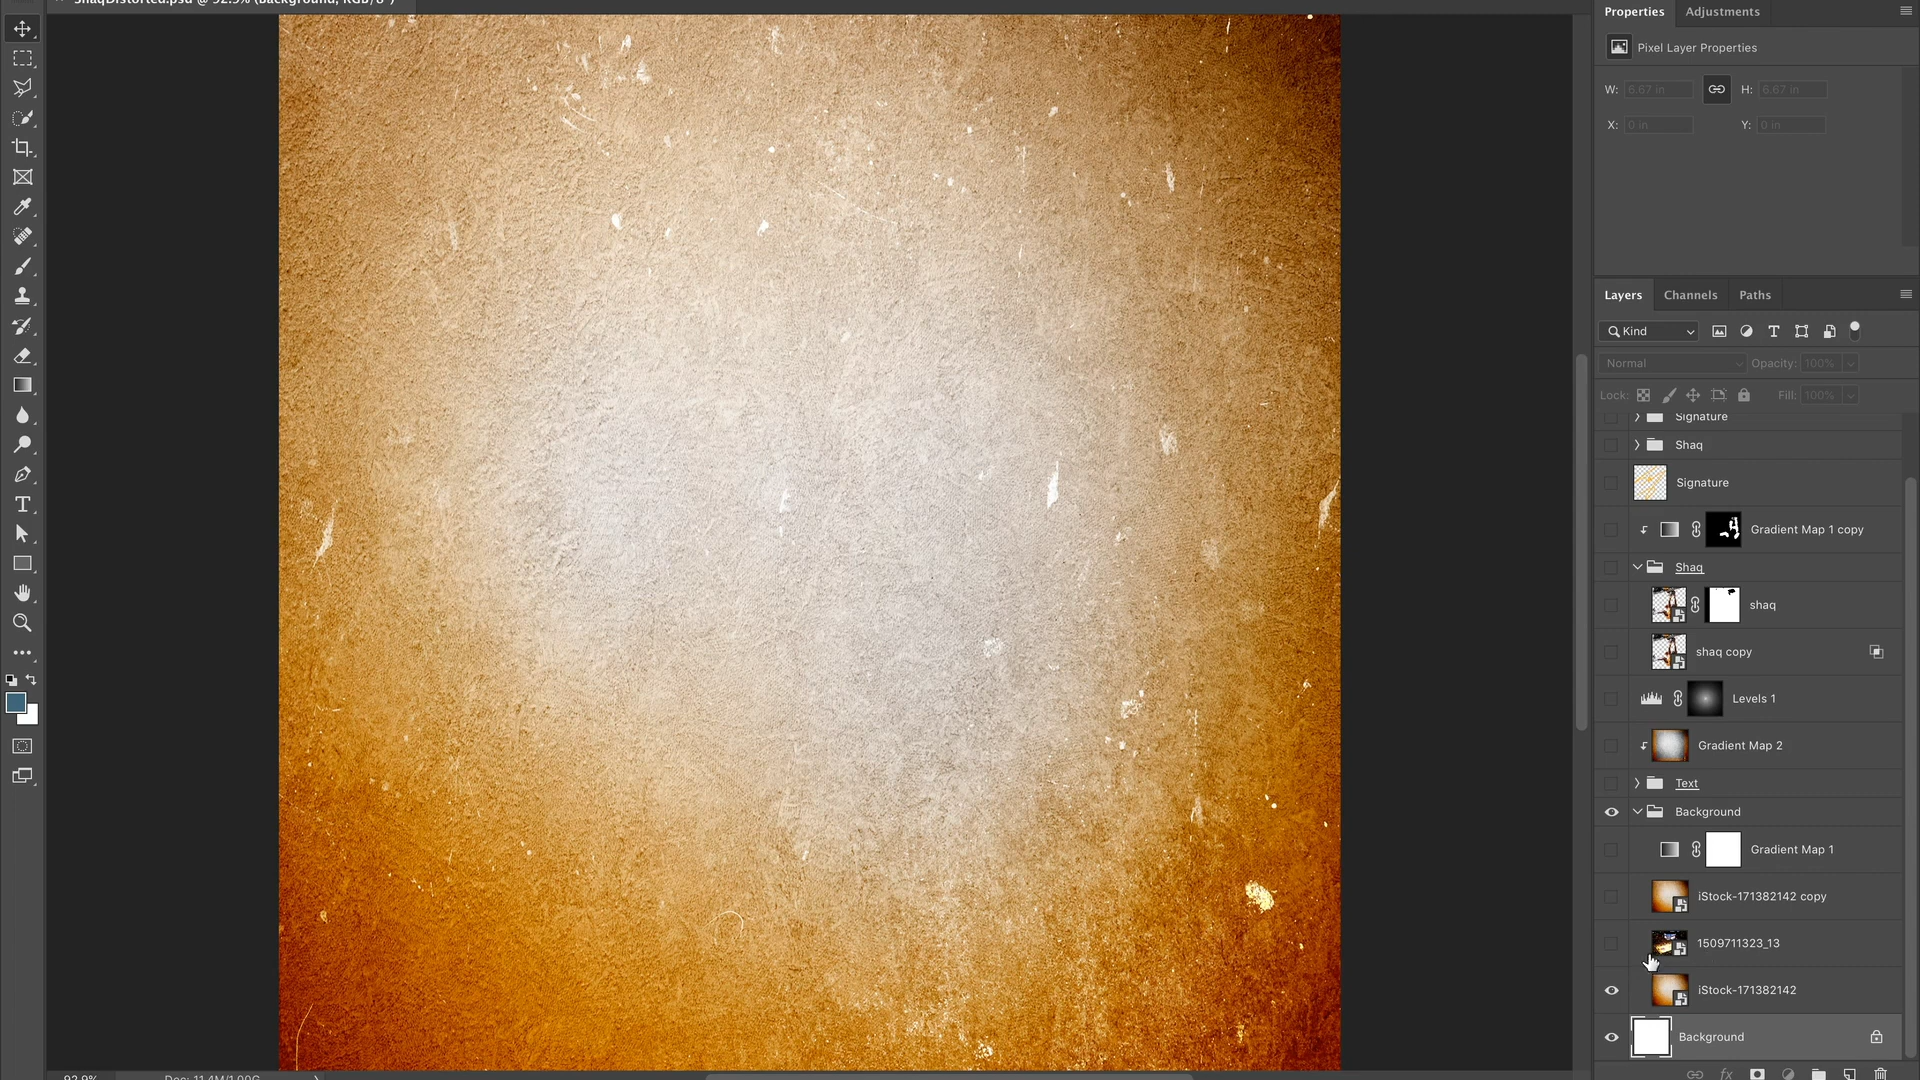 ShaqDistorted.psd @ 92.9% (Background, RGB/8*)
Properties
Adjustments
Pixel Layer Properties
W: 6.67 in
H: 6.67 in
X: 0 in
Y: 0 in
Layers
Channels
Paths
Kind
Normal
Opacity: 100%
Lock:
Fill: 100%
Signature
Shaq
Signature
Gradient Map 1 copy
Shaq
shaq
shaq copy
Levels 1
Gradient Map 2
Text
Background
Gradient Map 1
iStock-171382142 copy
1509711323_13
iStock-171382142
Background
92.9%
Doc: 11.4M/1.00G